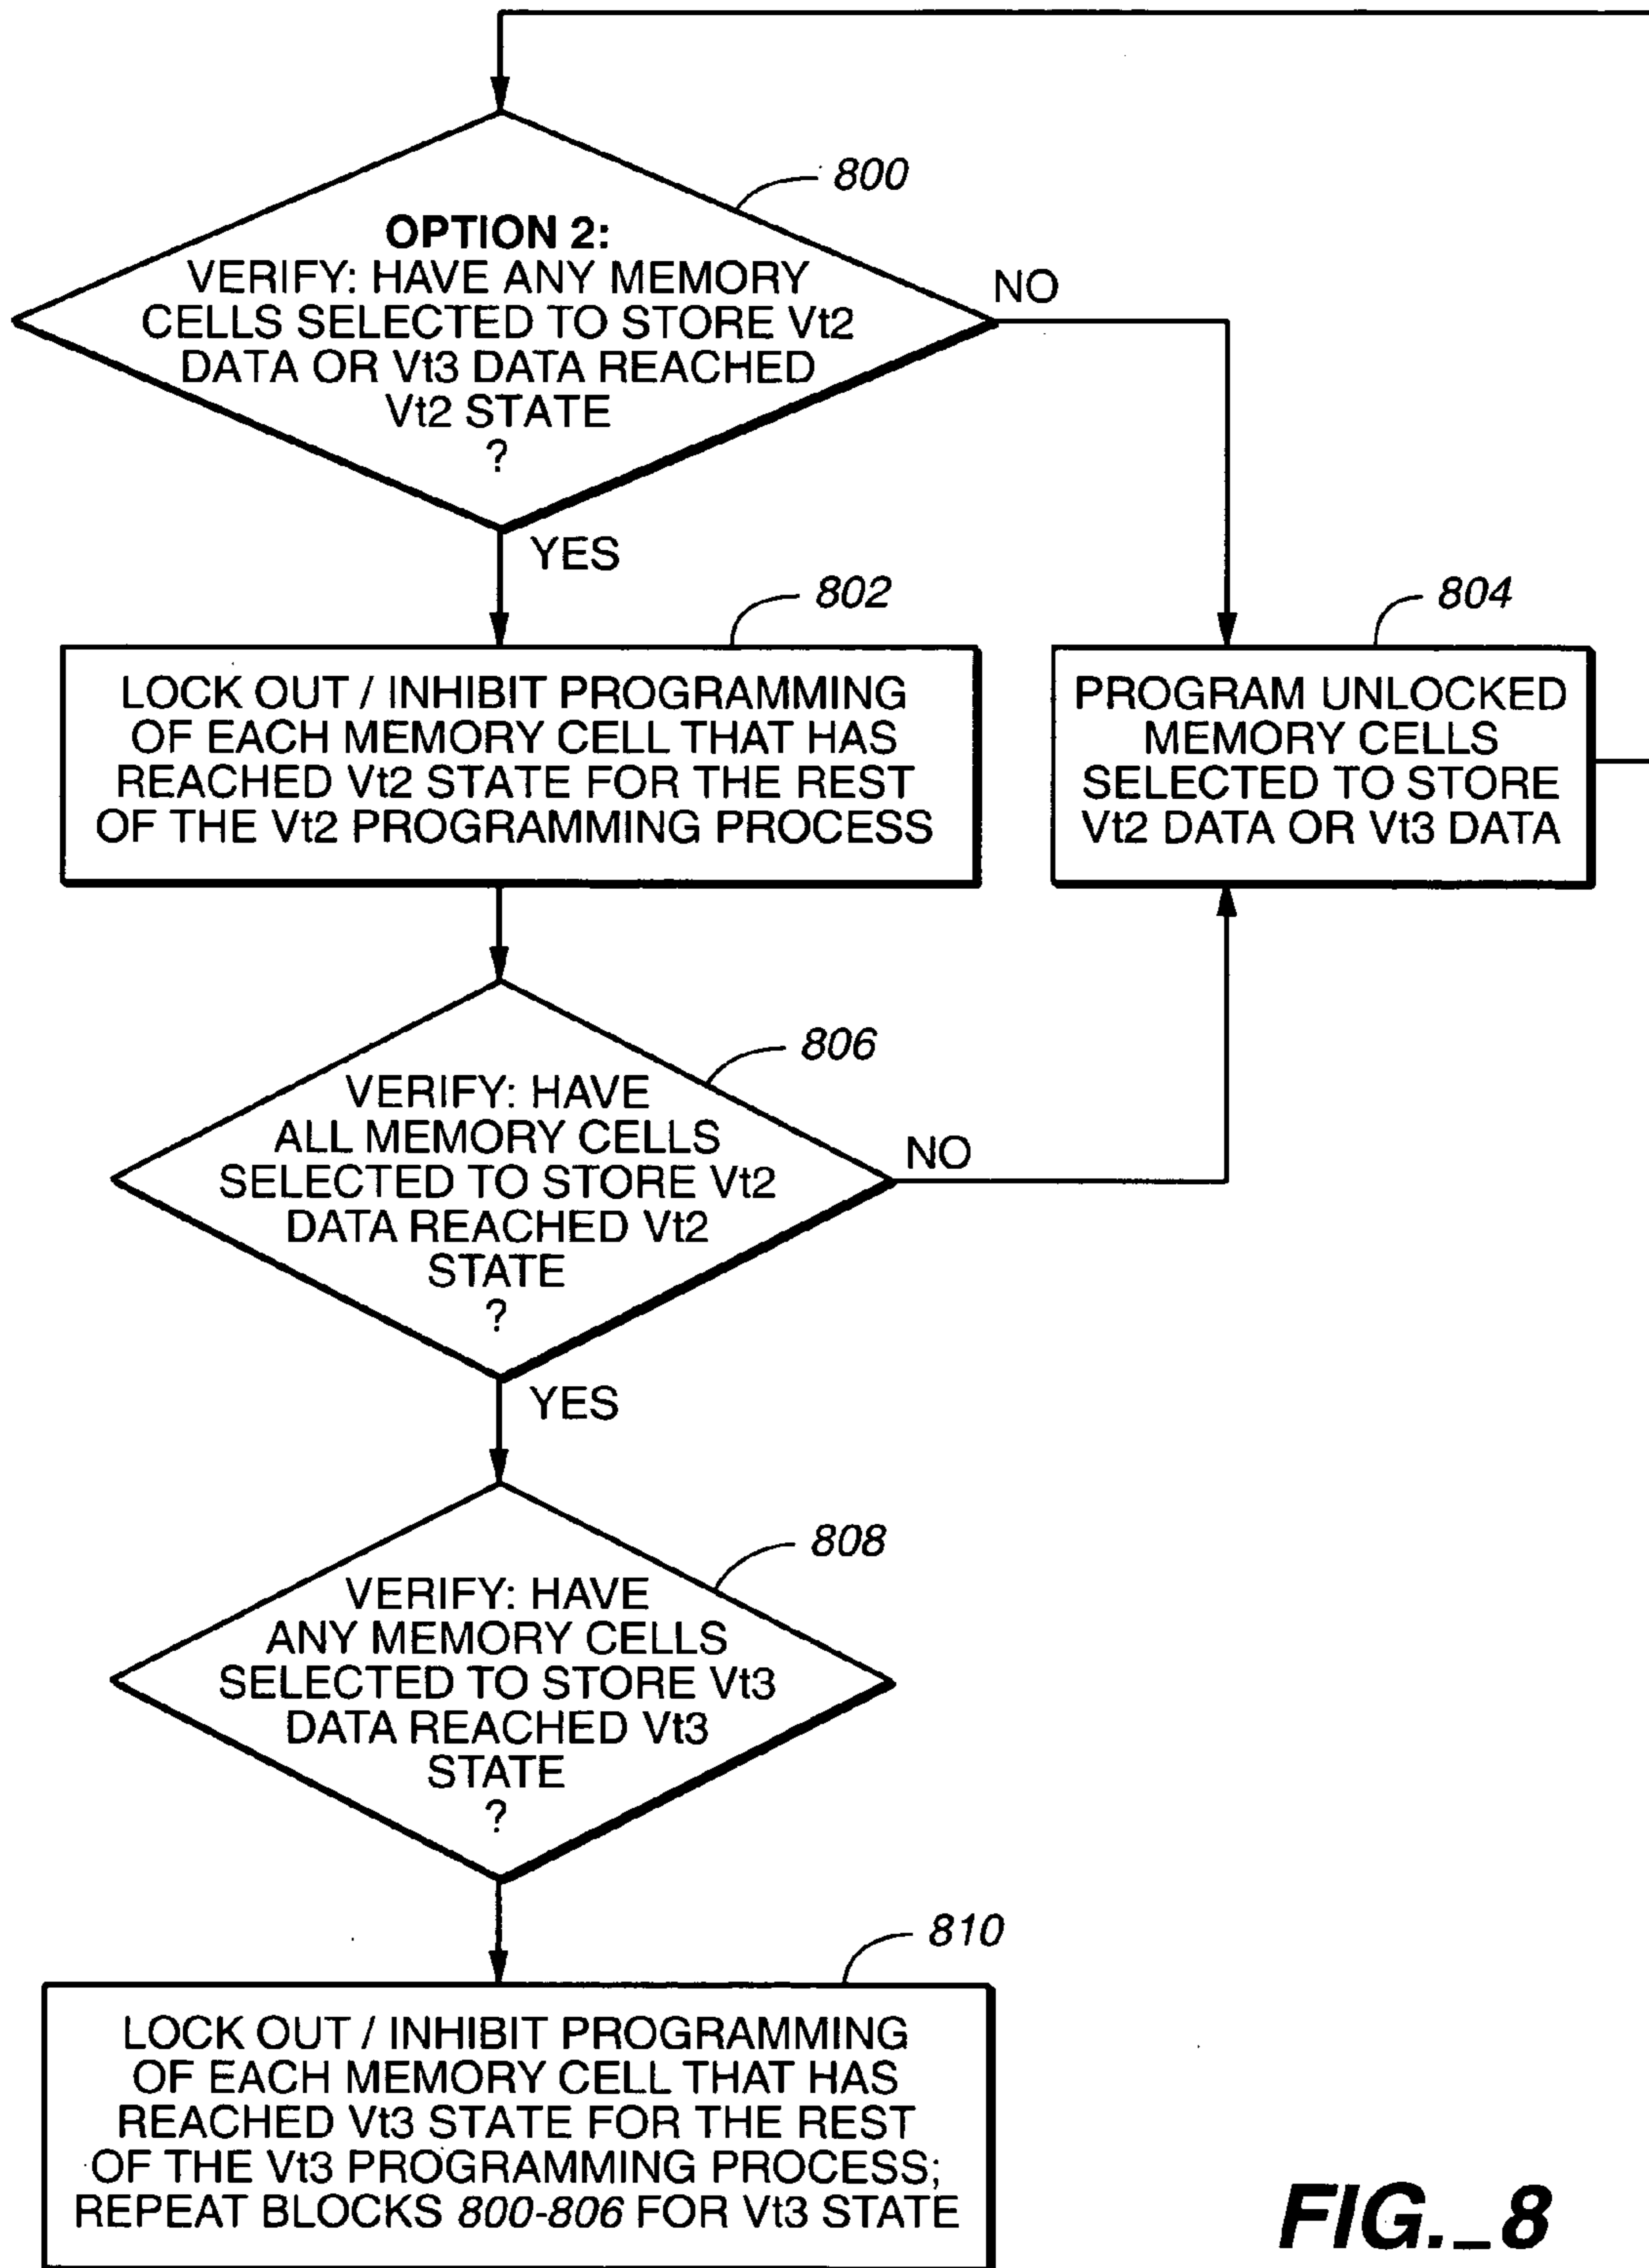 800
OPTION 2:
VERIFY: HAVE ANY MEMORY
CELLS SELECTED TO STORE Vt2
DATA OR Vt3 DATA REACHED
Vt2 STATE
?
NO
YES
802
LOCK OUT / INHIBIT PROGRAMMING
OF EACH MEMORY CELL THAT HAS
REACHED Vt2 STATE FOR THE REST
OF THE Vt2 PROGRAMMING PROCESS
804
PROGRAM UNLOCKED
MEMORY CELLS
SELECTED TO STORE
Vt2 DATA OR Vt3 DATA
806
VERIFY: HAVE
ALL MEMORY CELLS
SELECTED TO STORE Vt2
DATA REACHED Vt2
STATE
?
NO
YES
808
VERIFY: HAVE
ANY MEMORY CELLS
SELECTED TO STORE Vt3
DATA REACHED Vt3
STATE
?
810
LOCK OUT / INHIBIT PROGRAMMING
OF EACH MEMORY CELL THAT HAS
REACHED Vt3 STATE FOR THE REST
OF THE Vt3 PROGRAMMING PROCESS;
REPEAT BLOCKS 800-806 FOR Vt3 STATE
FIG._8